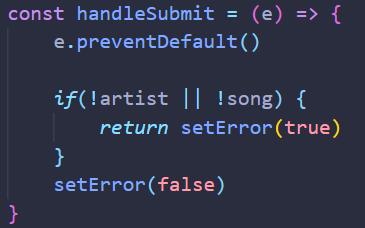 const handleSubmit = (e) => {
    e.preventDefault()

    if(!artist || !song) {
        return setError(true)
    }
    setError(false)
}